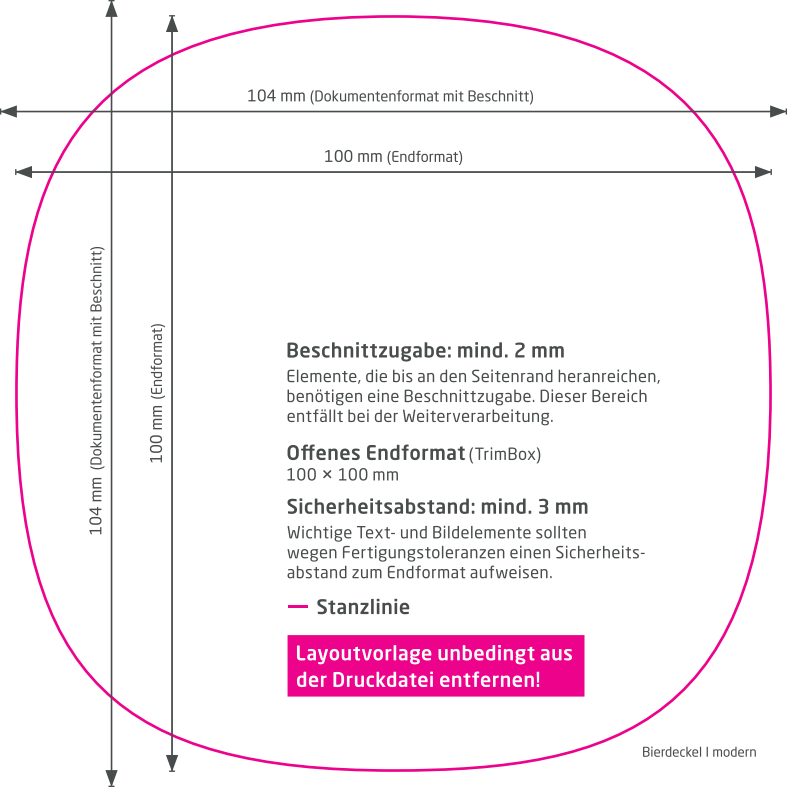 104 mm (Dokumentenformat mit Beschnitt)
100 mm (Endformat)
104 mm (Dokumentenformat mit Beschnitt)
100 mm (Endformat)
Beschnittzugabe: mind. 2 mm
Elemente, die bis an den Seitenrand heranreichen,
benötigen eine Beschnittzugabe. Dieser Bereich
entfällt bei der Weiterverarbeitung.
Offenes Endformat (TrimBox)
100 × 100 mm
Sicherheitsabstand: mind. 3 mm
Wichtige Text- und Bildelemente sollten
wegen Fertigungstoleranzen einen Sicherheits-
abstand zum Endformat aufweisen.
Stanzlinie
Layoutvorlage unbedingt aus
der Druckdatei entfernen!
Bierdeckel I modern